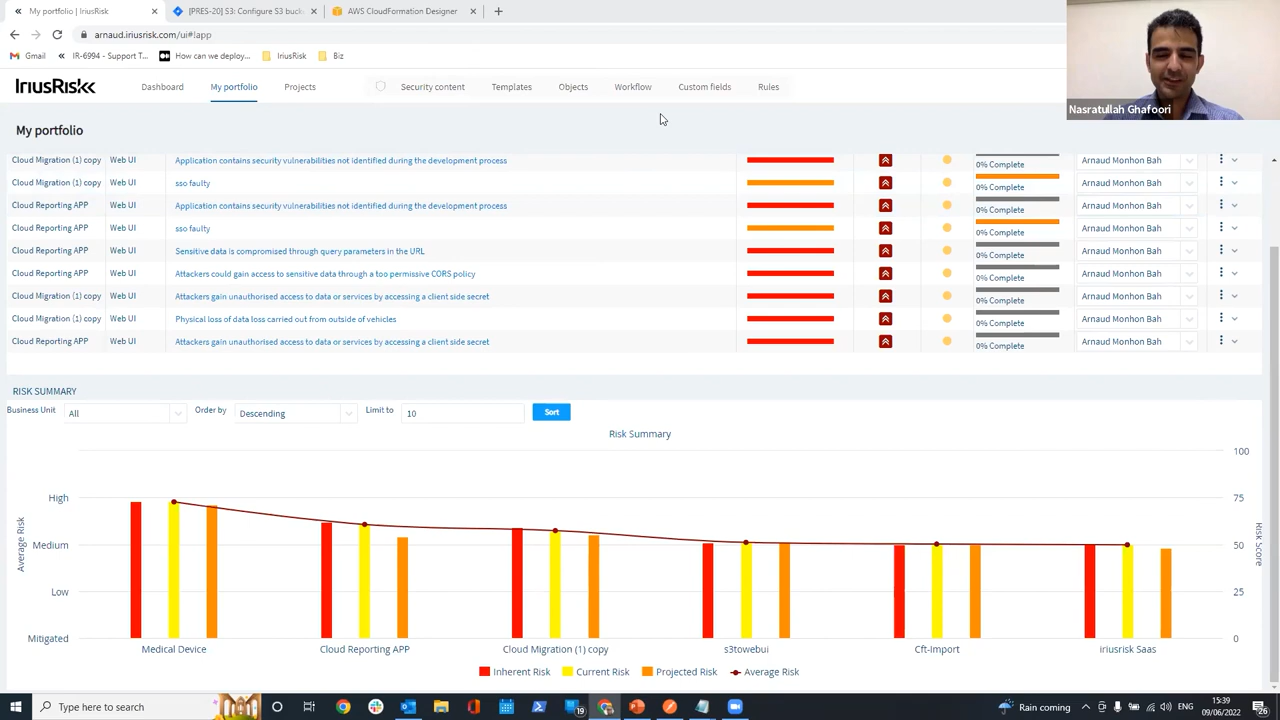 My portfolio | IriusRisk
[PRES-20] S3: Configure S3 buck
AWS CloudFormation Designer
arnaud.iriusrisk.com/ui#!app
Gmail
IR-6994 - Support T...
How can we deploy...
IriusRisk
Biz
IriusRisk
Dashboard
My portfolio
Projects
Security content
Templates
Objects
Workflow
Custom fields
Rules
Nasratullah Ghafoori
My portfolio
Cloud Migration (1) copy Web UI Application contains security vulnerabilities not identified during the development process 0% Complete Arnaud Monhon Bah
Cloud Migration (1) copy Web UI sso faulty 0% Complete Arnaud Monhon Bah
Cloud Reporting APP Web UI Application contains security vulnerabilities not identified during the development process 0% Complete Arnaud Monhon Bah
Cloud Reporting APP Web UI sso faulty 0% Complete Arnaud Monhon Bah
Cloud Reporting APP Web UI Sensitive data is compromised through query parameters in the URL 0% Complete Arnaud Monhon Bah
Cloud Reporting APP Web UI Attackers could gain access to sensitive data through a too permissive CORS policy 0% Complete Arnaud Monhon Bah
Cloud Migration (1) copy Web UI Attackers gain unauthorised access to data or services by accessing a client side secret 0% Complete Arnaud Monhon Bah
Cloud Migration (1) copy Web UI Physical loss of data loss carried out from outside of vehicles 0% Complete Arnaud Monhon Bah
Cloud Reporting APP Web UI Attackers gain unauthorised access to data or services by accessing a client side secret 0% Complete Arnaud Monhon Bah
RISK SUMMARY
Business Unit All Order by Descending Limit to 10 Sort
Risk Summary
100
High 75
Medium 50
Low 25
Mitigated 0
Average Risk
Risk Score
Medical Device Cloud Reporting APP Cloud Migration (1) copy s3towebui Cft-Import iriusrisk Saas
Inherent Risk Current Risk Projected Risk Average Risk
Type here to search
19
Rain coming
15:39
09/06/2022
26